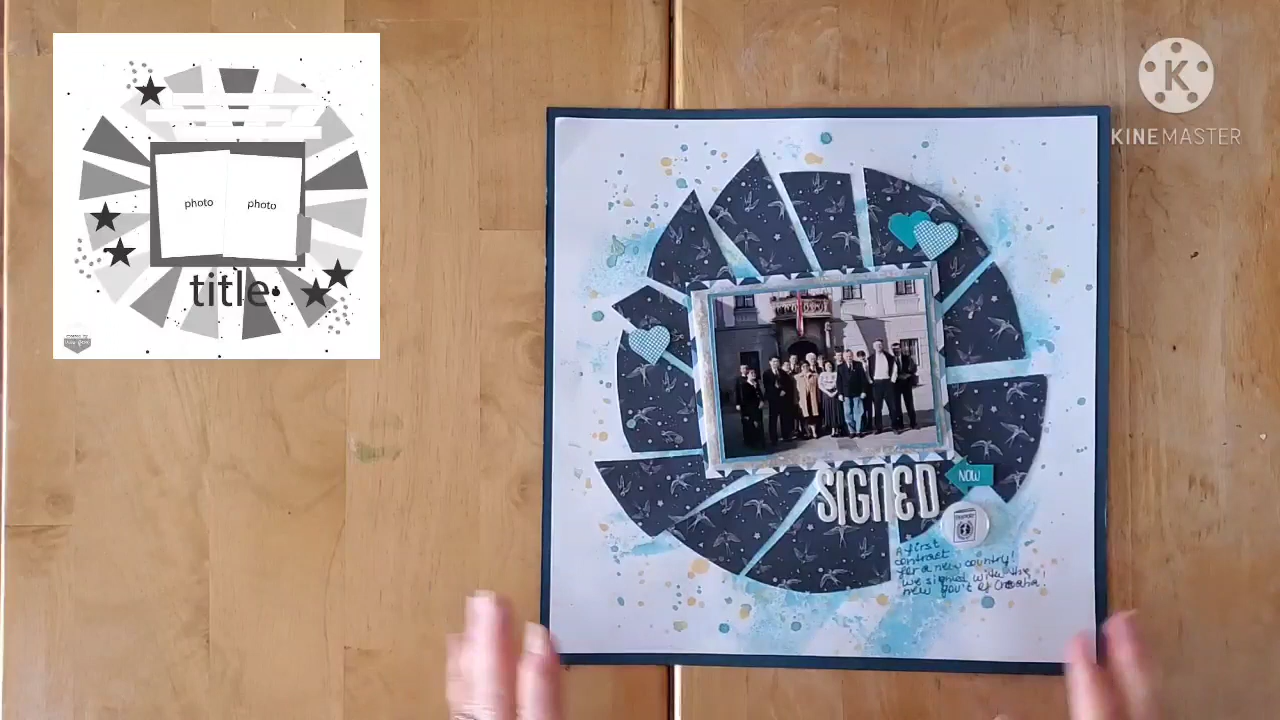 photo
photo
title
KINEMASTER
SIGNED
NOW
A first
contract
for a new country!
we signed with the
new gov't of Croatia!